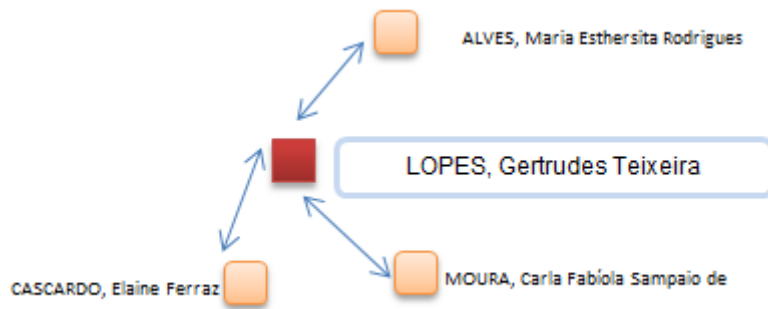 ALVES, Maria Esthersita Rodrigues
LOPES, Gertrudes Teixeira
CASCARDO, Elaine Ferraz
MOURA, Carla Fabíola Sampaio de